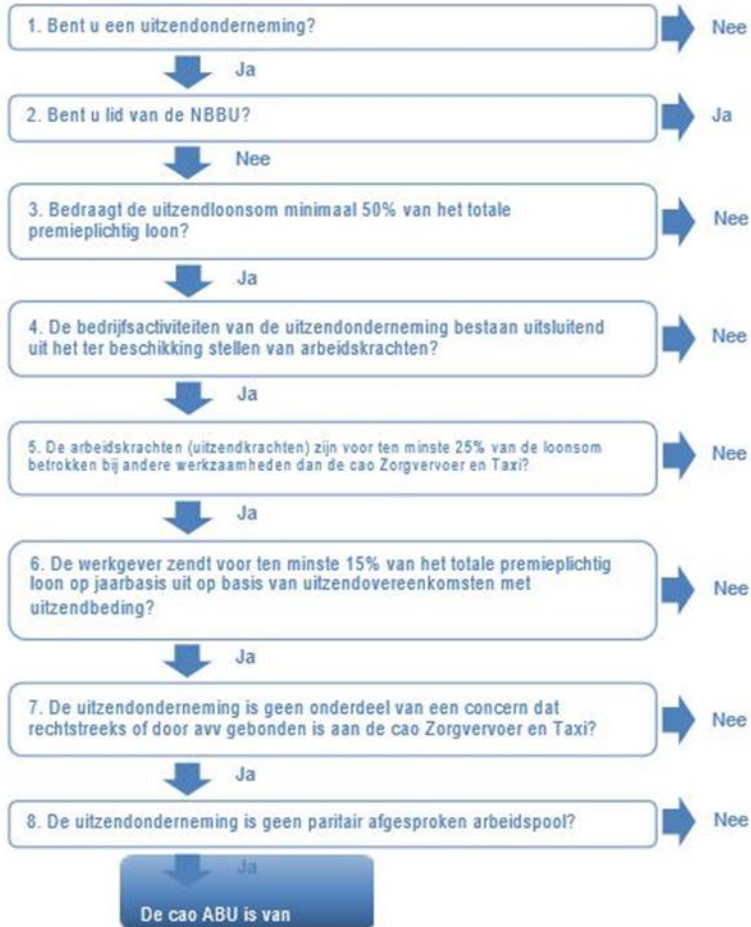 1. Bent u een uitzendonderneming?
Nee
Ja
2. Bent u lid van de NBBU?
Ja
Nee
3. Bedraagt de uitzendloonsom minimaal 50% van het totale
premieplichtig loon?
Nee
Ja
4. De bedrijfsactiviteiten van de uitzendonderneming bestaan uitsluitend
uit het ter beschikking stellen van arbeidskrachten?
Nee
Ja
5. De arbeidskrachten (uitzendkrachten) zijn voor ten minste 25% van de loonsom
betrokken bij andere werkzaamheden dan de cao Zorgvervoer en Taxi?
Nee
Ja
6. De werkgever zendt voor ten minste 15% van het totale premieplichtig
loon op jaarbasis uit op basis van uitzendovereenkomsten met
uitzendbeding?
Nee
Ja
7. De uitzendonderneming is geen onderdeel van een concern dat
rechtstreeks of door avv gebonden is aan de cao Zorgvervoer en Taxi?
Nee
Ja
8. De uitzendonderneming is geen paritair afgesproken arbeidspool?
Nee
Ja
De cao ABU is van